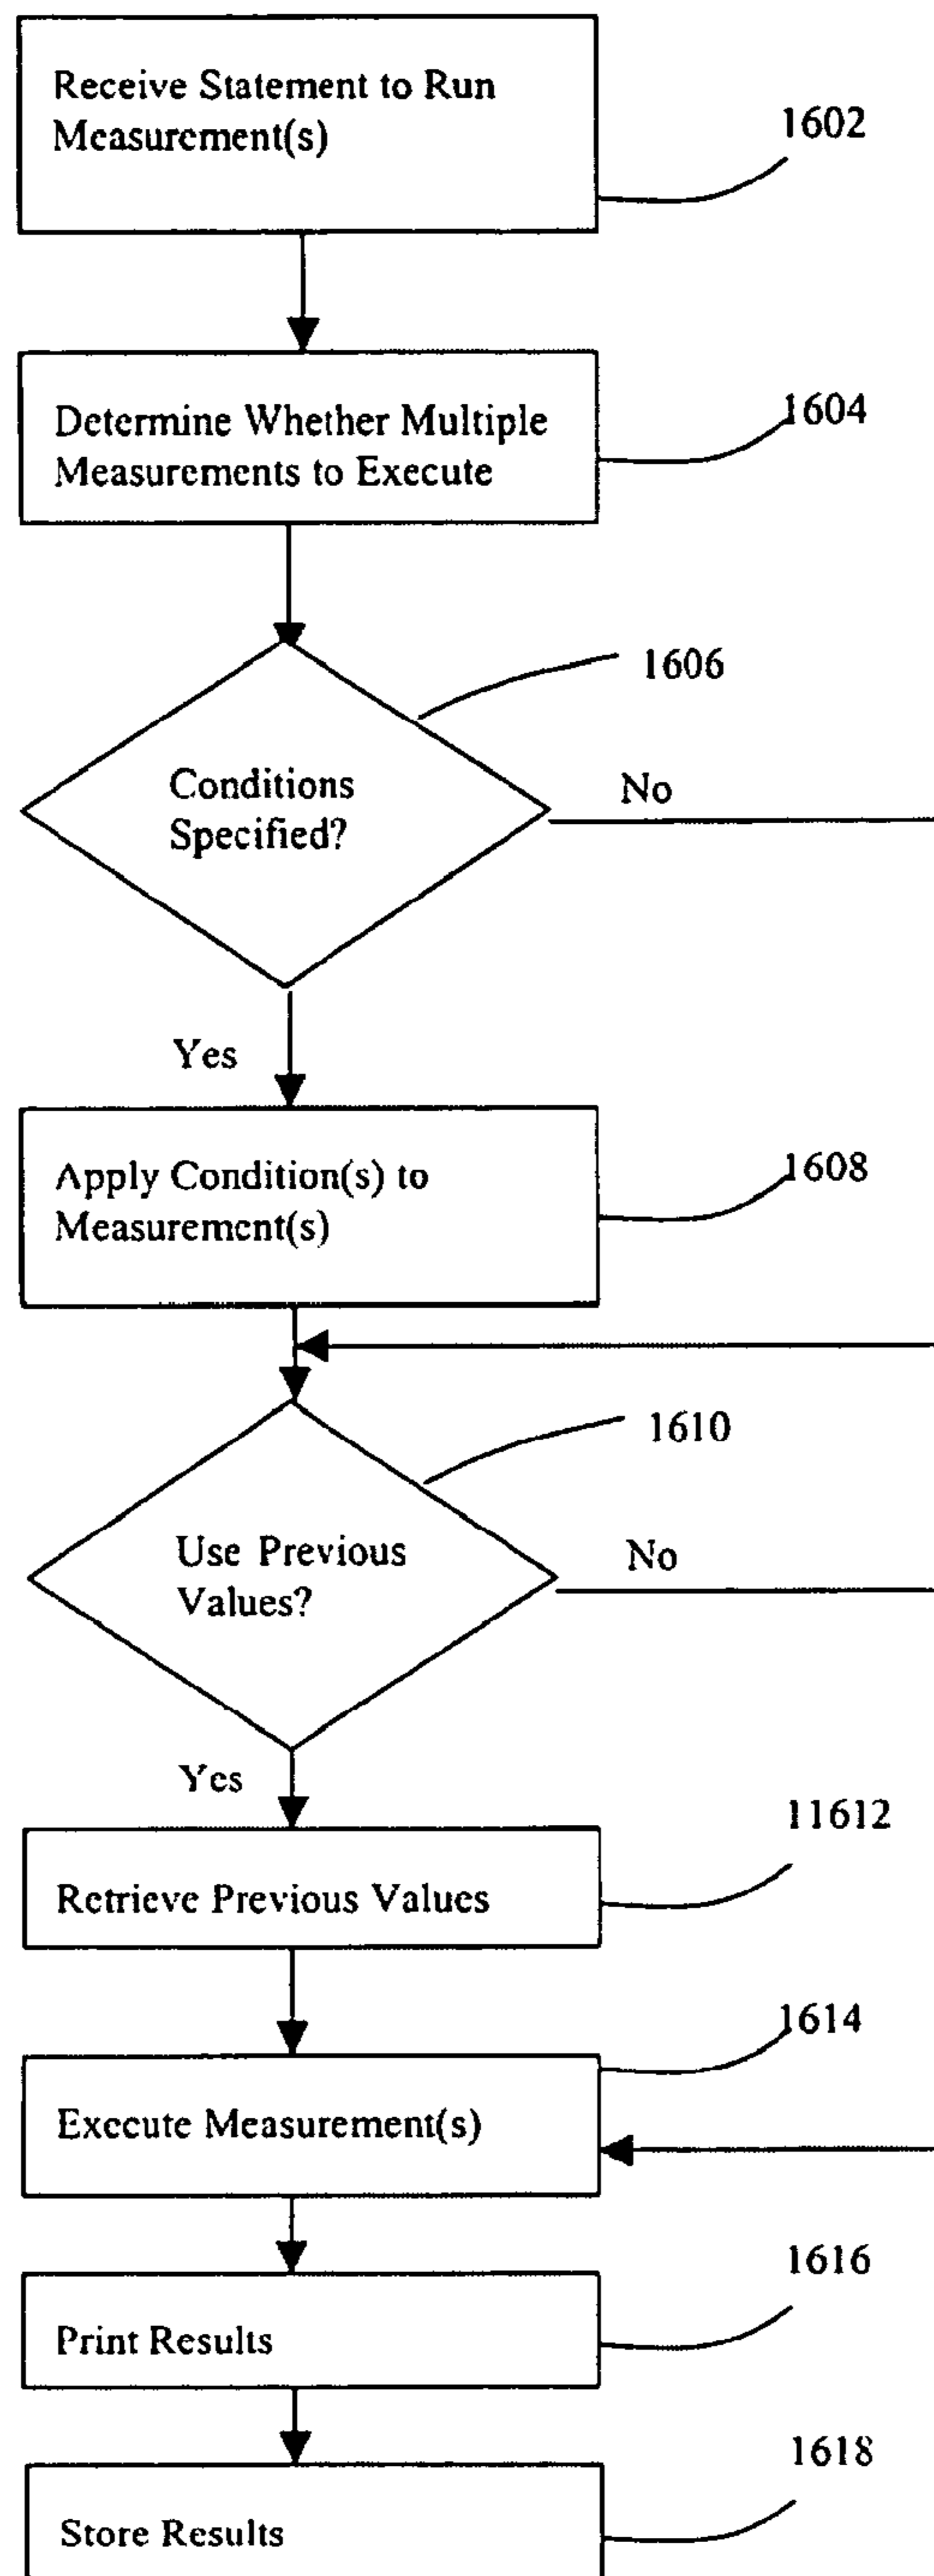 Receive Statement to Run
Measurement(s)
1602
Determine Whether Multiple
Measurements to Execute
1604
1606
Conditions
Specified?
No
Yes
Apply Condition(s) to
Measurement(s)
1608
1610
Use Previous
Values?
No
Yes
11612
Retrieve Previous Values
1614
Execute Measurement(s)
1616
Print Results
1618
Store Results